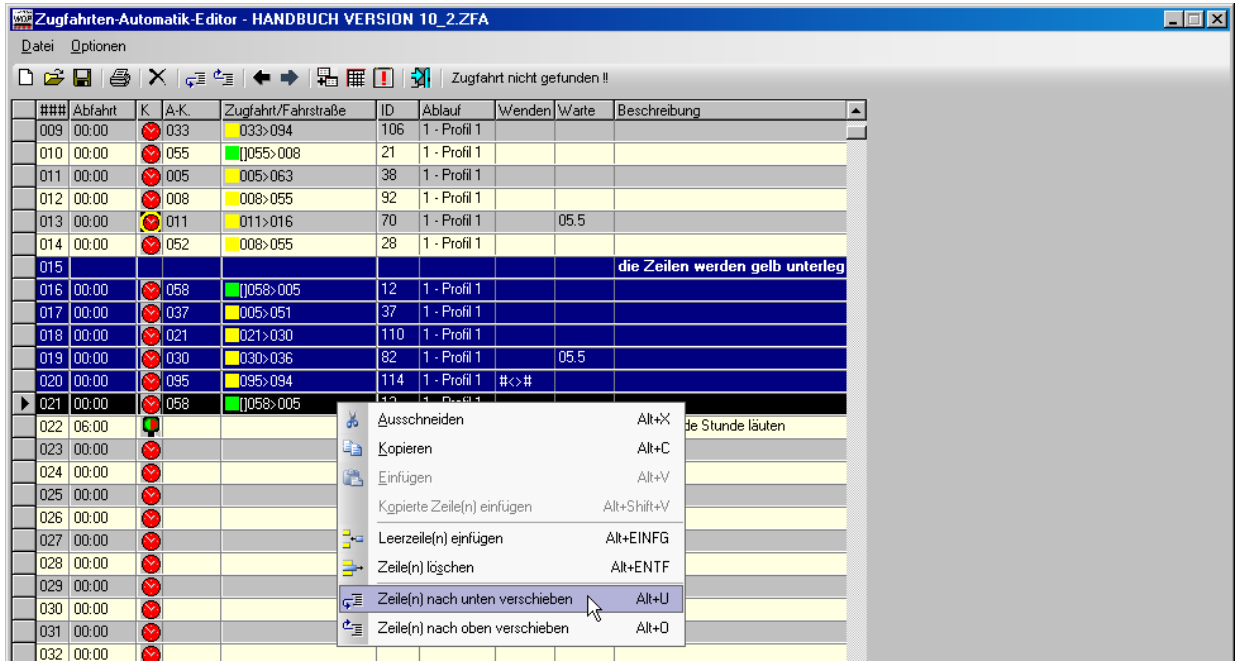 Zugfahrten-Automatik-Editor - HANDBUCH VERSION 10_2.ZFA
Datei Optionen
Zugfahrt nicht gefunden !!
### Abfahrt K A-K. Zugfahrt/Fahrstraße ID Ablauf Wenden Warte Beschreibung
009 00:00 033 033>094 106 1 - Profil 1
010 00:00 055 []055>008 21 1 - Profil 1
011 00:00 005 005>063 38 1 - Profil 1
012 00:00 008 008>055 92 1 - Profil 1
013 00:00 011 011>016 70 1 - Profil 1 05.5
014 00:00 052 008>055 28 1 - Profil 1
015 die Zeilen werden gelb unterleg
016 00:00 058 []058>005 12 1 - Profil 1
017 00:00 037 005>051 37 1 - Profil 1
018 00:00 021 021>030 110 1 - Profil 1
019 00:00 030 030>036 82 1 - Profil 1 05.5
020 00:00 095 095>094 114 1 - Profil 1 #<>#
021 00:00 058 []058>005
022 06:00 de Stunde läuten
023 00:00
024 00:00
025 00:00
026 00:00
027 00:00
028 00:00
029 00:00
030 00:00
031 00:00
032 00:00
Ausschneiden Alt+X
Kopieren Alt+C
Einfügen Alt+V
Kopierte Zeile(n) einfügen Alt+Shift+V
Leerzeile(n) einfügen Alt+EINFG
Zeile(n) löschen Alt+ENTF
Zeile(n) nach unten verschieben Alt+U
Zeile(n) nach oben verschieben Alt+O